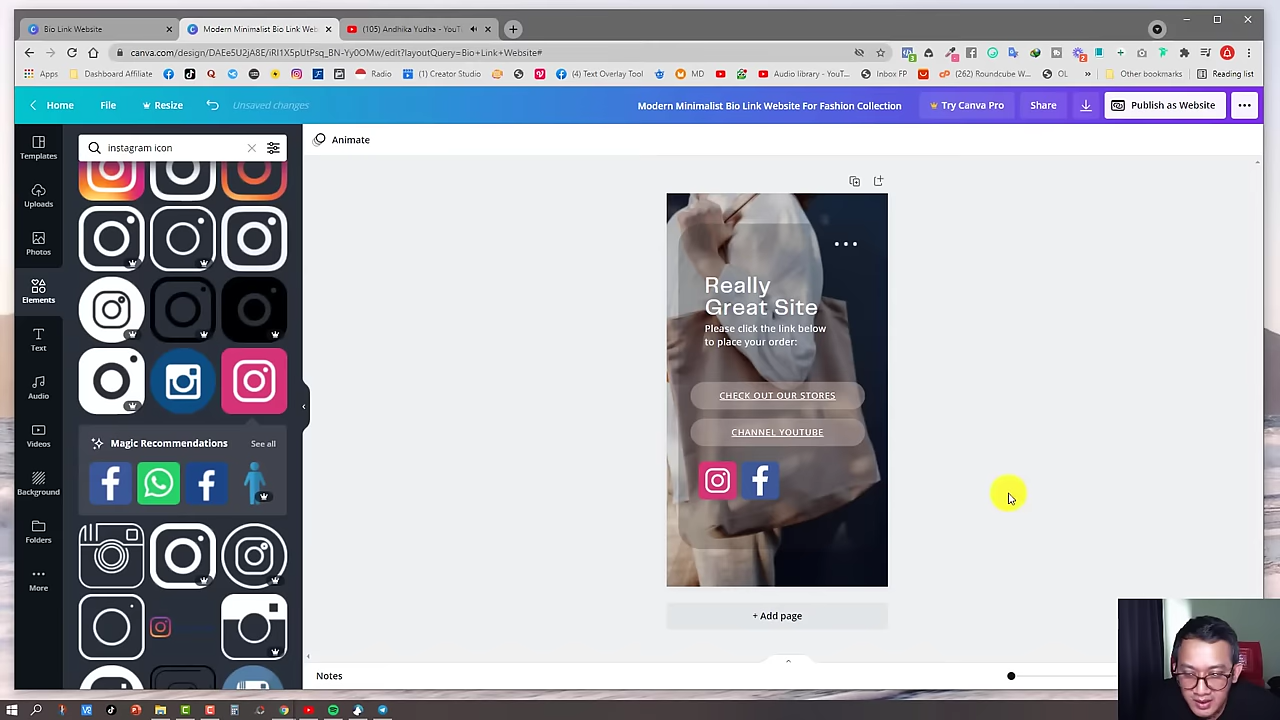 Bio Link Website
Modern Minimalist Bio Link Web
(105) Andhika Yudha - YouT
canva.com/design/DAEe5U2jA8E/iRI1X5pUtPsq_BN-Yy0OMw/edit?layoutQuery=Bio+Link+Website#
Apps
Dashboard Affiliate
Radio
(1) Creator Studio
(4) Text Overlay Tool
MD
Audio library - YouT...
Inbox FP
(262) Roundcube W...
OL
»
Other bookmarks
Reading list
Home
File
Resize
Unsaved changes
Modern Minimalist Bio Link Website For Fashion Collection
Try Canva Pro
Share
Publish as Website
Templates
Uploads
Photos
Elements
Text
Audio
Videos
Background
Folders
More
instagram icon
Magic Recommendations
See all
Animate
Really
Great Site
Please click the link below
to place your order:
CHECK OUT OUR STORES
CHANNEL YOUTUBE
+ Add page
Notes